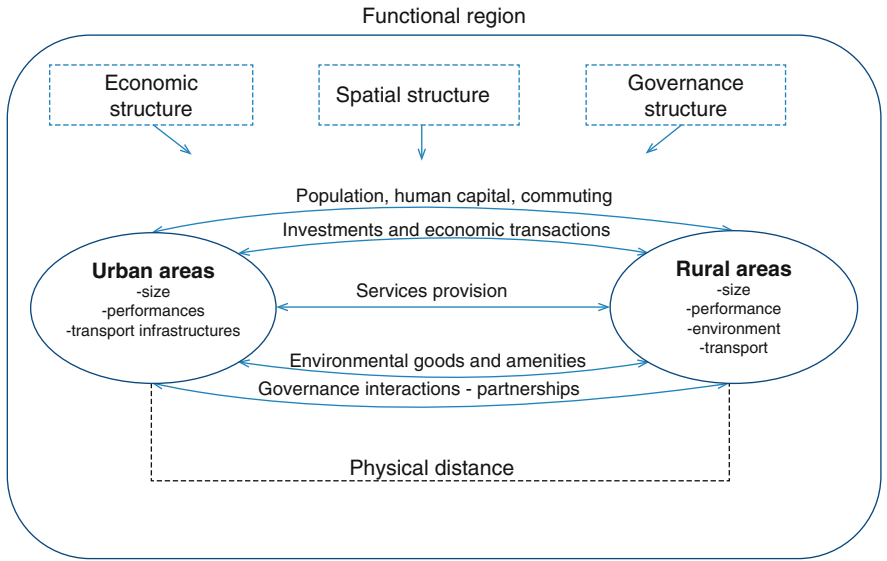 Functional region
Economic
structure
Spatial structure
Governance
structure
Population, human capital, commuting
Investments and economic transactions
Urban areas
-size
-performances
-transport infrastructures
Services provision
Rural areas
-size
-performance
-environment
-transport
Environmental goods and amenities
Governance interactions - partnerships
Physical distance